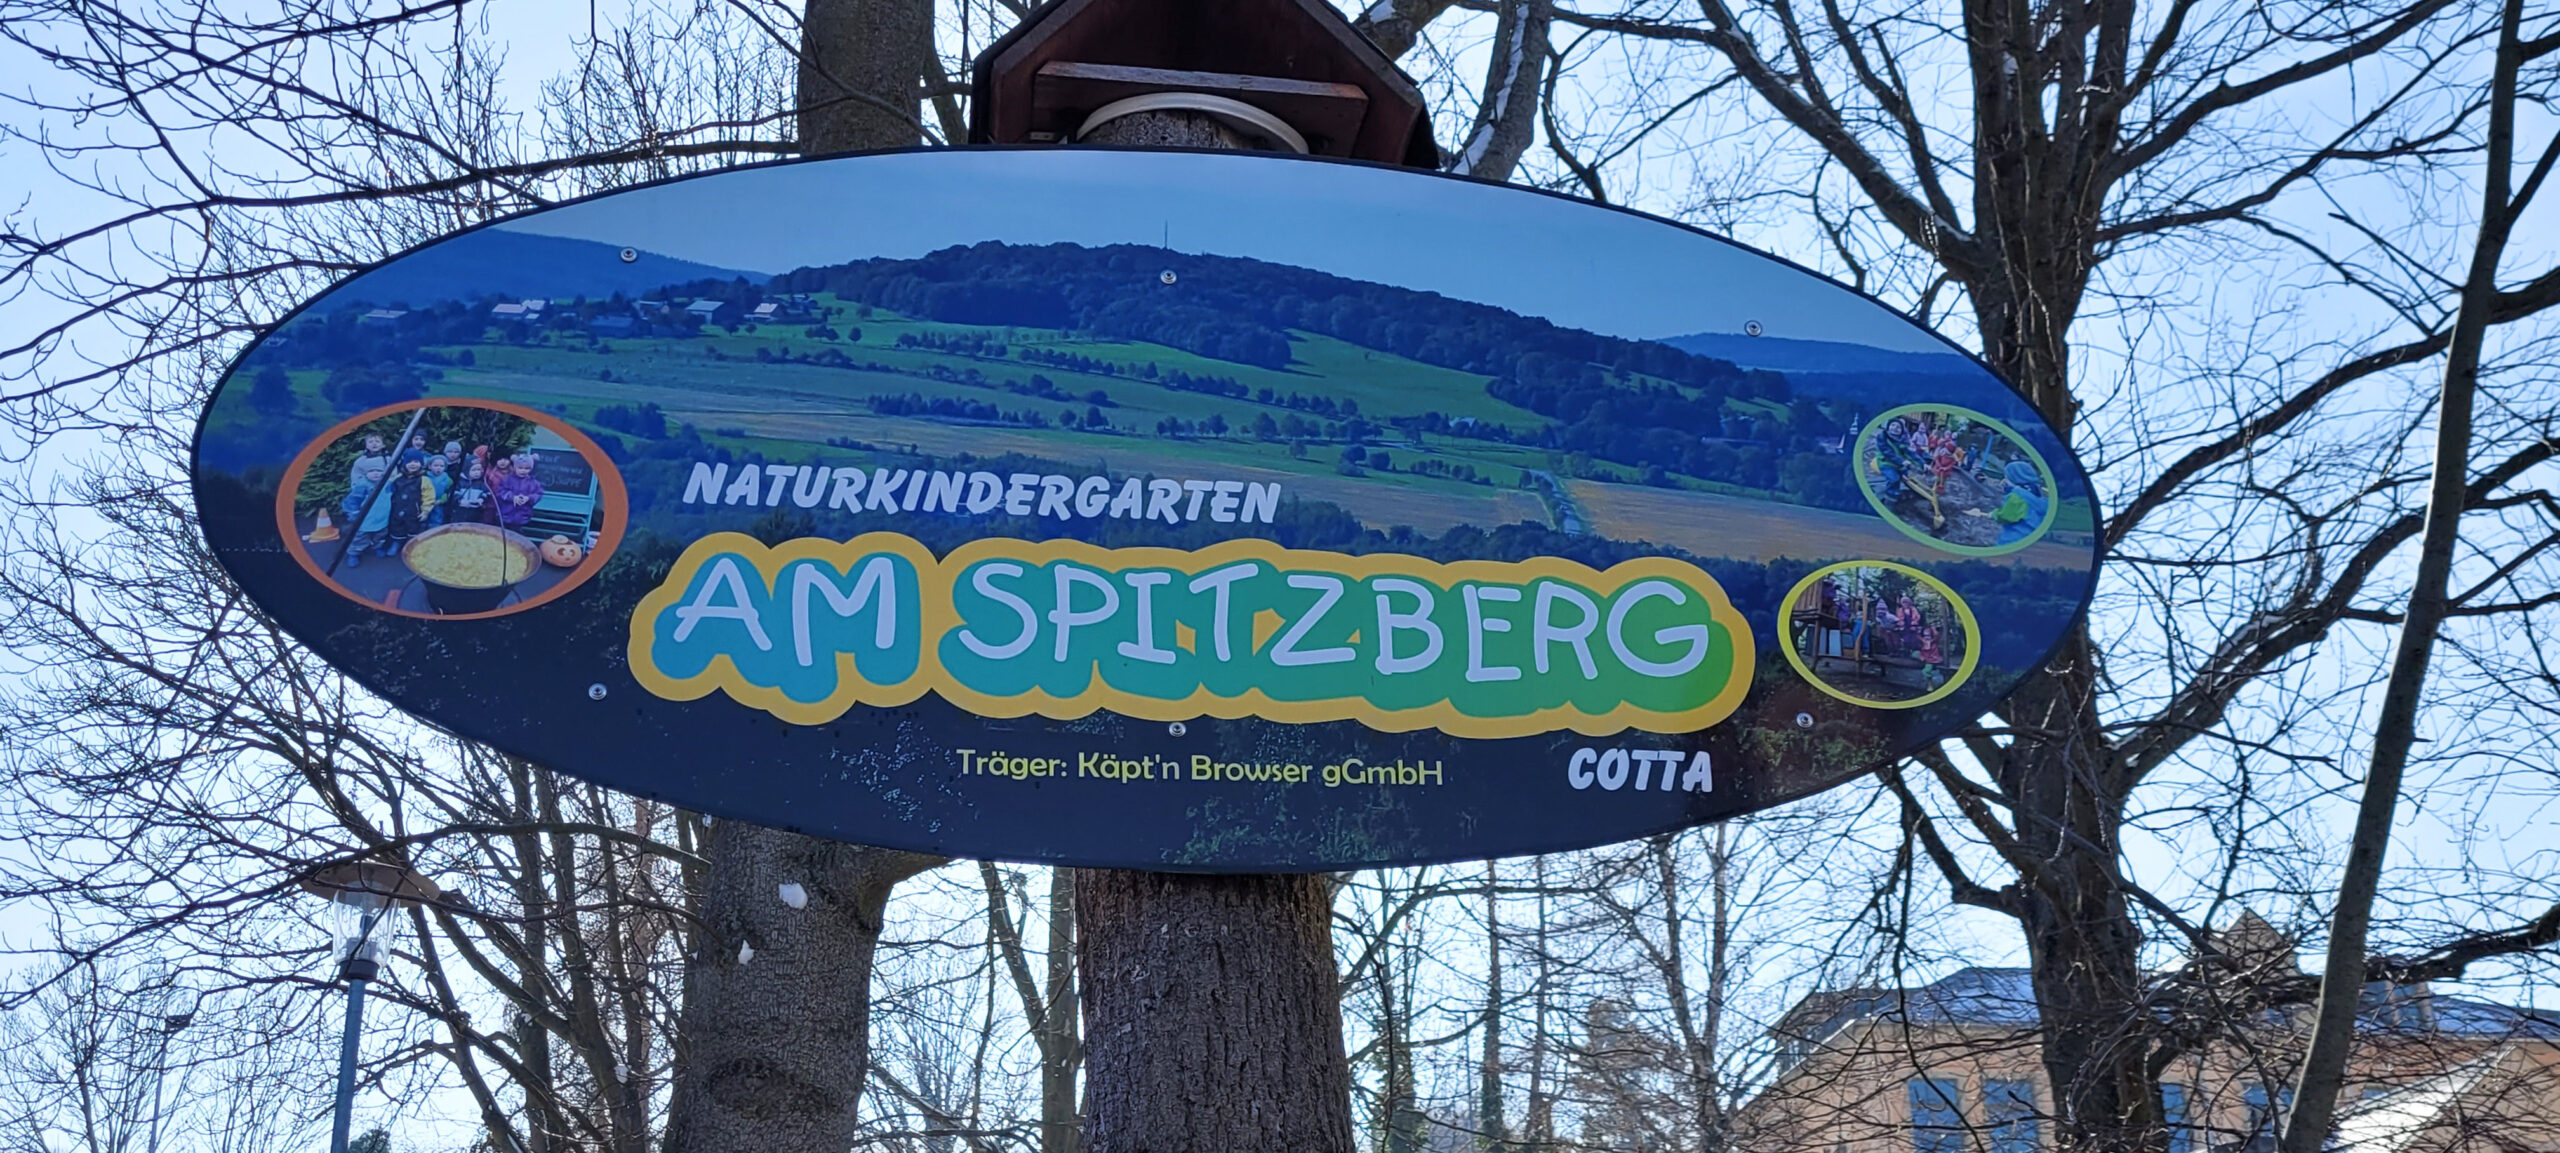 NATURKINDERGARTEN
AM SPITZBERG
Träger: Käpt'n Browser gGmbH
COTTA